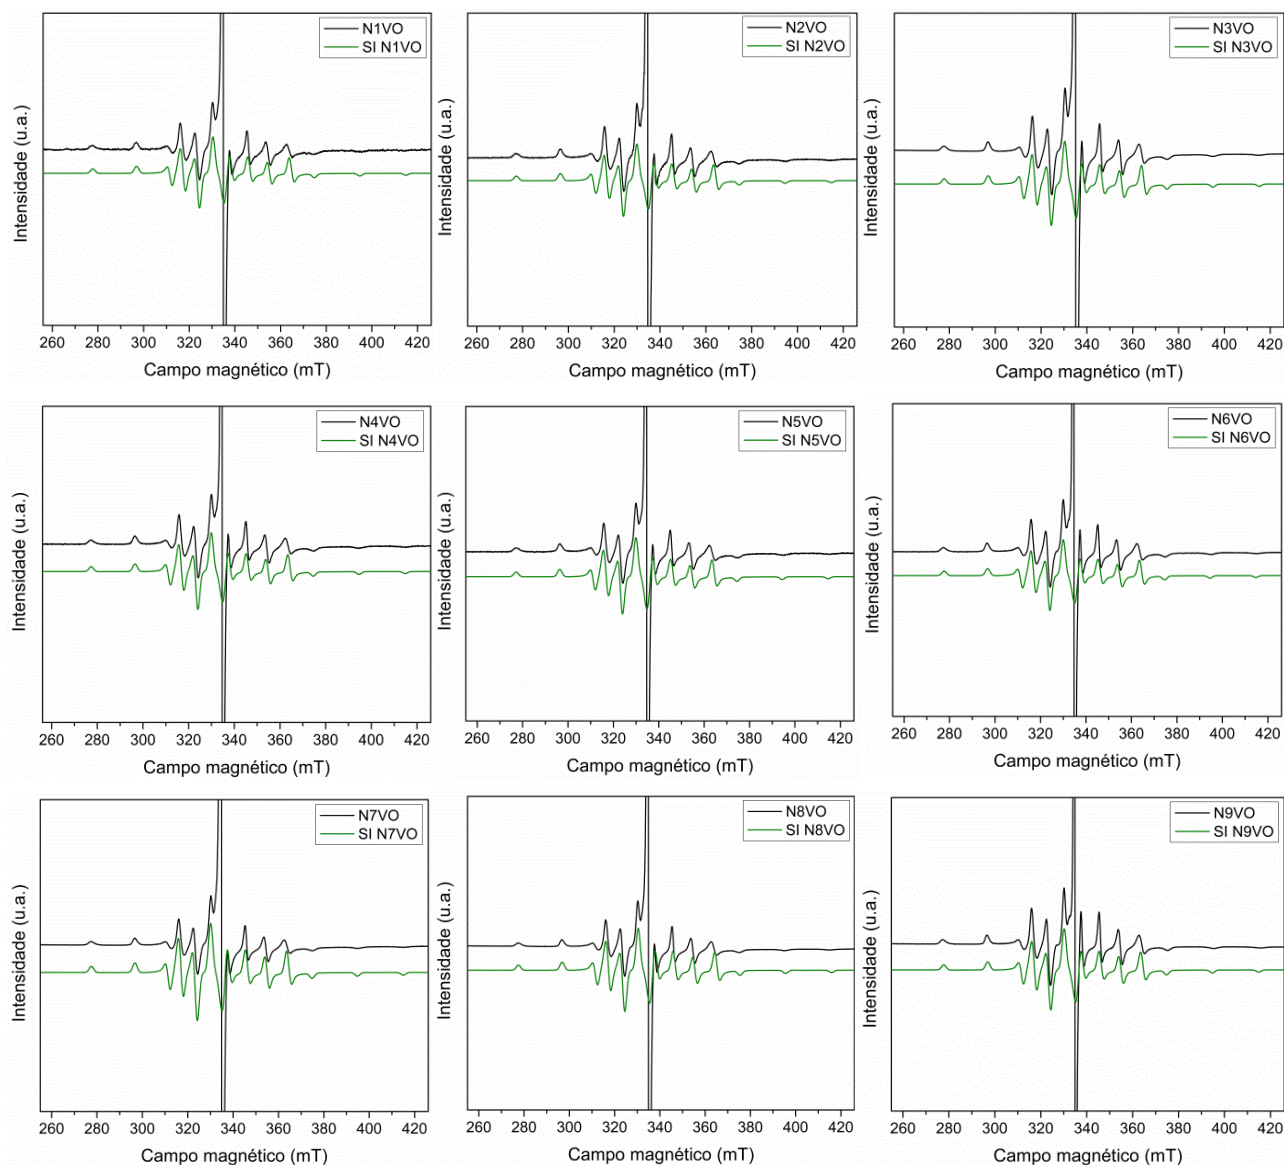 N1VO
SI N1VO
Intensidade (u.a.)
260 280 300 320 340 360 380 400 420
Campo magnético (mT)
N2VO
SI N2VO
Intensidade (u.a.)
260 280 300 320 340 360 380 400 420
Campo magnético (mT)
N3VO
SI N3VO
Intensidade (u.a.)
260 280 300 320 340 360 380 400 420
Campo magnético (mT)
N4VO
SI N4VO
Intensidade (u.a.)
260 280 300 320 340 360 380 400 420
Campo magnético (mT)
N5VO
SI N5VO
Intensidade (u.a.)
260 280 300 320 340 360 380 400 420
Campo magnético (mT)
N6VO
SI N6VO
Intensidade (u.a.)
260 280 300 320 340 360 380 400 420
Campo magnético (mT)
N7VO
SI N7VO
Intensidade (u.a.)
260 280 300 320 340 360 380 400 420
Campo magnético (mT)
N8VO
SI N8VO
Intensidade (u.a.)
260 280 300 320 340 360 380 400 420
Campo magnético (mT)
N9VO
SI N9VO
Intensidade (u.a.)
260 280 300 320 340 360 380 400 420
Campo magnético (mT)